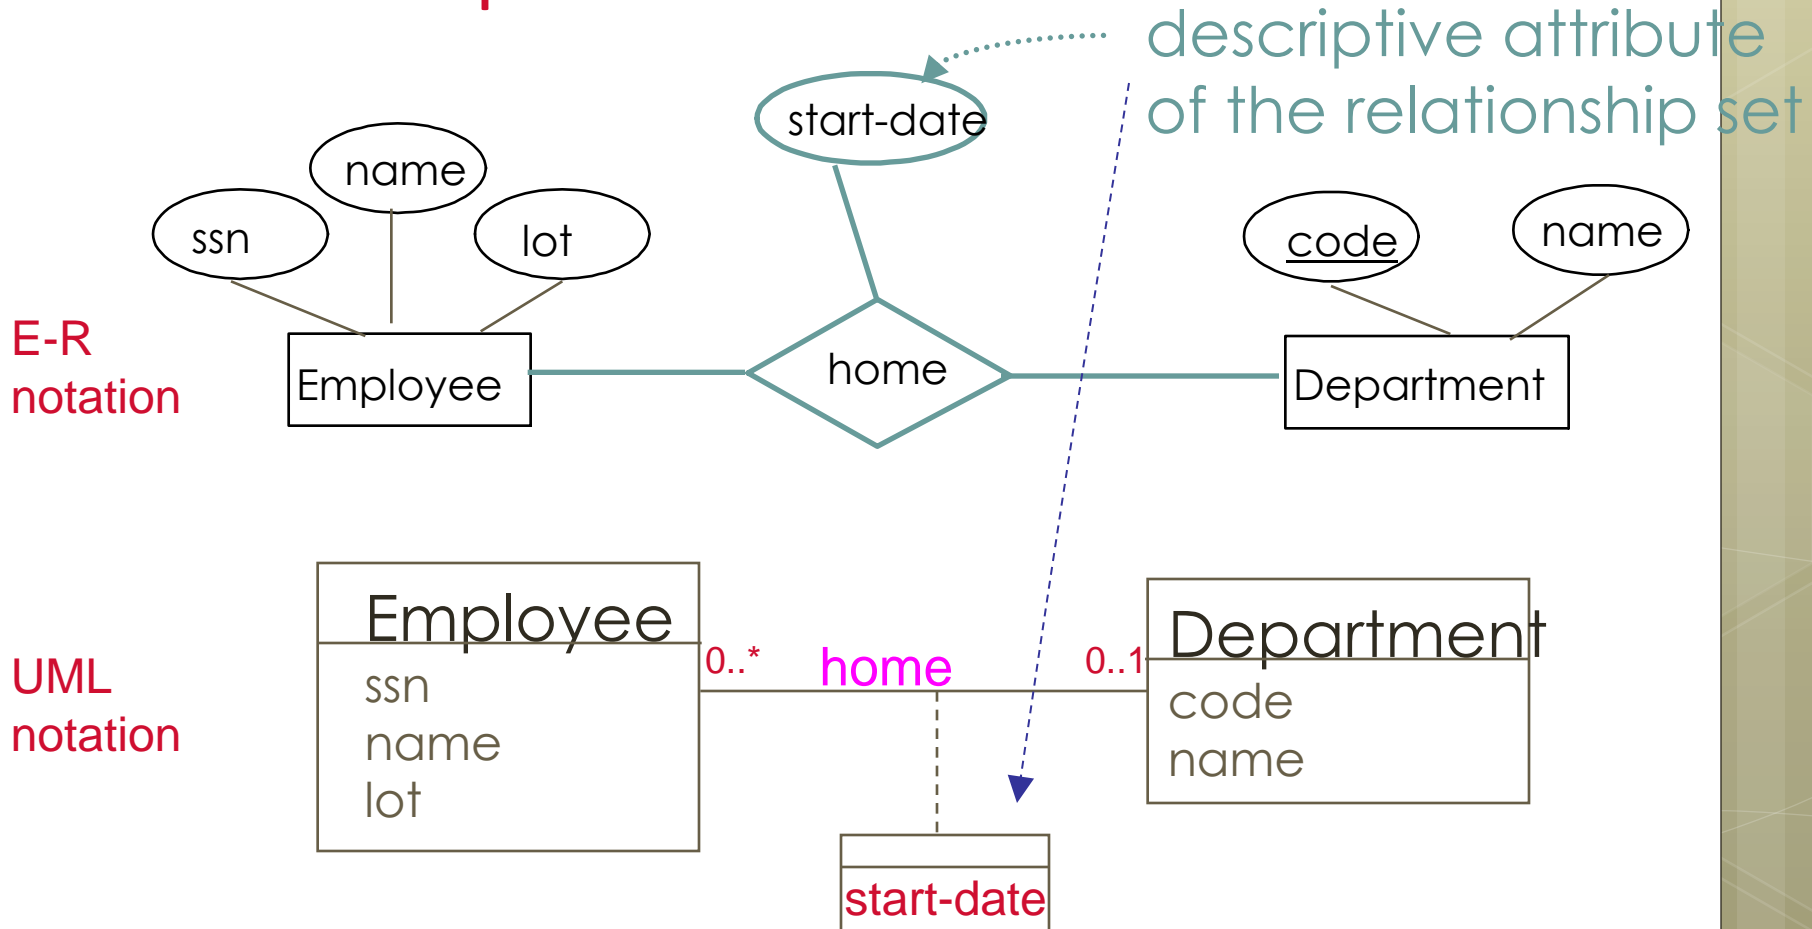 descriptive attribute
of the relationship set
start-date
name
ssn
lot
code
name
E-R
notation
Employee
home
Department
Employee
Department
0..*
home
0..1
UML
notation
ssn
name
lot
code
name
start-date